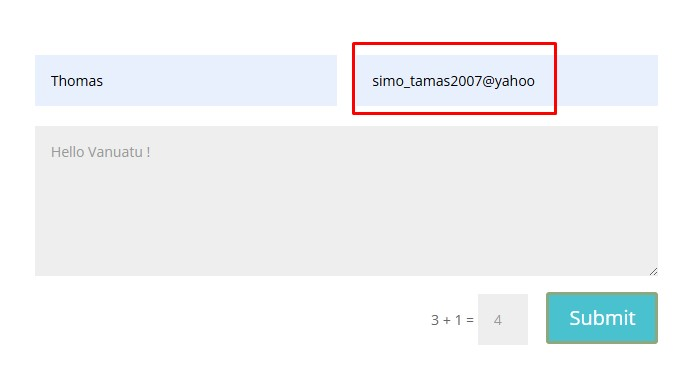 Thomas
simo_tamas2007@yahoo
Hello Vanuatu !
3 + 1 = 4
Submit